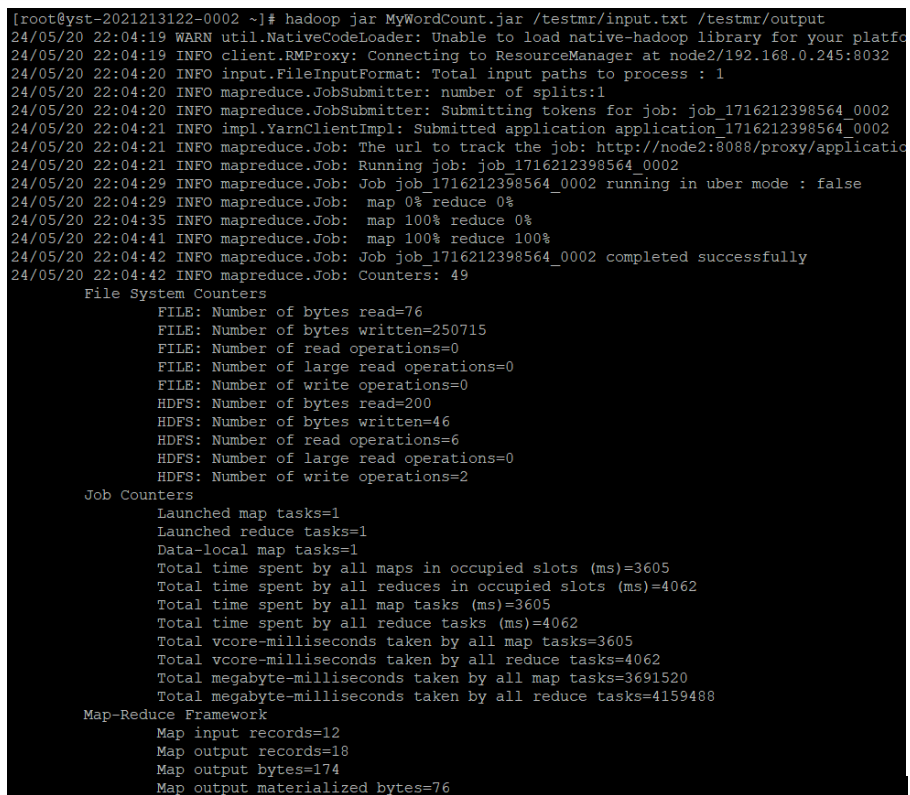 [root@yst-2021213122-0002 ~]# hadoop jar MyWordCount.jar /testmr/input.txt /testmr/output
24/05/20 22:04:19 WARN util.NativeCodeLoader: Unable to load native-hadoop library for your platfo
24/05/20 22:04:19 INFO client.RMProxy: Connecting to ResourceManager at node2/192.168.0.245:8032
24/05/20 22:04:20 INFO input.FileInputFormat: Total input paths to process : 1
24/05/20 22:04:20 INFO mapreduce.JobSubmitter: number of splits:1
24/05/20 22:04:20 INFO mapreduce.JobSubmitter: Submitting tokens for job: job_1716212398564_0002
24/05/20 22:04:21 INFO impl.YarnClientImpl: Submitted application application_1716212398564_0002
24/05/20 22:04:21 INFO mapreduce.Job: The url to track the job: http://node2:8088/proxy/applicatio
24/05/20 22:04:21 INFO mapreduce.Job: Running job: job_1716212398564_0002
24/05/20 22:04:29 INFO mapreduce.Job: Job job_1716212398564_0002 running in uber mode : false
24/05/20 22:04:29 INFO mapreduce.Job:  map 0% reduce 0%
24/05/20 22:04:35 INFO mapreduce.Job:  map 100% reduce 0%
24/05/20 22:04:41 INFO mapreduce.Job:  map 100% reduce 100%
24/05/20 22:04:42 INFO mapreduce.Job: Job job_1716212398564_0002 completed successfully
24/05/20 22:04:42 INFO mapreduce.Job: Counters: 49
File System Counters
FILE: Number of bytes read=76
FILE: Number of bytes written=250715
FILE: Number of read operations=0
FILE: Number of large read operations=0
FILE: Number of write operations=0
HDFS: Number of bytes read=200
HDFS: Number of bytes written=46
HDFS: Number of read operations=6
HDFS: Number of large read operations=0
HDFS: Number of write operations=2
Job Counters
Launched map tasks=1
Launched reduce tasks=1
Data-local map tasks=1
Total time spent by all maps in occupied slots (ms)=3605
Total time spent by all reduces in occupied slots (ms)=4062
Total time spent by all map tasks (ms)=3605
Total time spent by all reduce tasks (ms)=4062
Total vcore-milliseconds taken by all map tasks=3605
Total vcore-milliseconds taken by all reduce tasks=4062
Total megabyte-milliseconds taken by all map tasks=3691520
Total megabyte-milliseconds taken by all reduce tasks=4159488
Map-Reduce Framework
Map input records=12
Map output records=18
Map output bytes=174
Map output materialized bytes=76